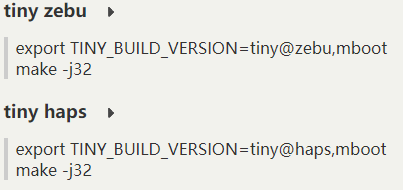 tiny zebu
export TINY_BUILD_VERSION=tiny@zebu,mboot
make -j32
tiny haps
export TINY_BUILD_VERSION=tiny@haps,mboot
make -j32